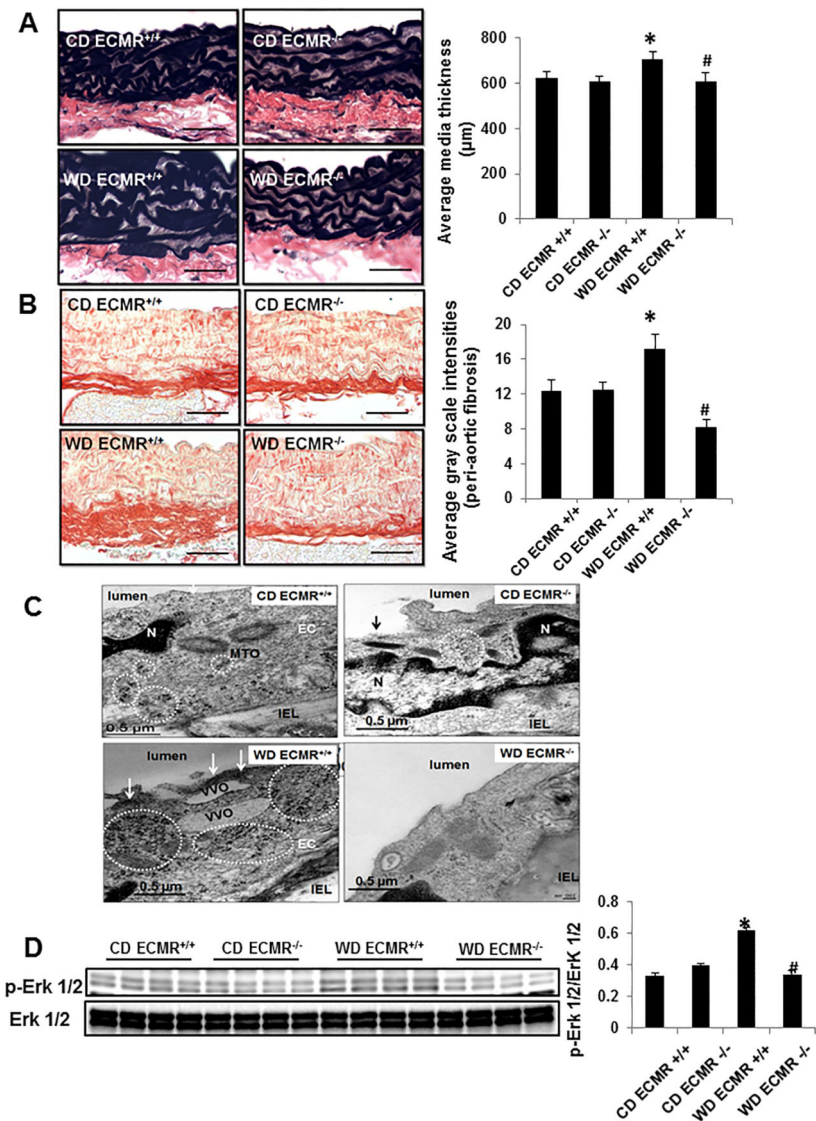 A
CD ECMR+/+
CD ECMR-/-
WD ECMR+/+
WD ECMR-/-
Average media thickness
(μm)
800
600
400
200
0
*
#
CD ECMR +/+
CD ECMR -/-
WD ECMR +/+
WD ECMR -/-
B
CD ECMR+/+
CD ECMR-/-
WD ECMR+/+
WD ECMR-/-
Average gray scale intensities
(peri-aortic fibrosis)
20
16
12
8
4
0
*
#
CD ECMR +/+
CD ECMR -/-
WD ECMR +/+
WD ECMR -/-
C
lumen
CD ECMR+/+
N
EC
MTO
IEL
0.5 μm
lumen
CD ECMR-/-
N
N
IEL
0.5 μm
lumen
WD ECMR+/+
VVO
VVO
EC
IEL
0.5 μm
WD ECMR-/-
lumen
IEL
D
CD ECMR+/+
CD ECMR-/-
WD ECMR+/+
WD ECMR-/-
p-Erk 1/2
Erk 1/2
p-Erk 1/2/ErK 1/2
0.8
0.6
0.4
0.2
0
*
#
CD ECMR +/+
CD ECMR -/-
WD ECMR +/+
WD ECMR -/-